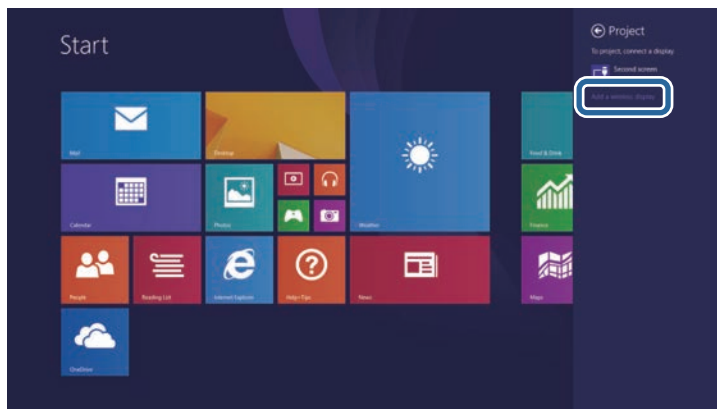 Start
Project
To project, connect a display
Second screen
Add a wireless display
Mail
Desktop
Food & Drink
Calendar
Photos
Weather
Finance
People
Reading List
Internet Explorer
Help+Tips
News
Maps
OneDrive